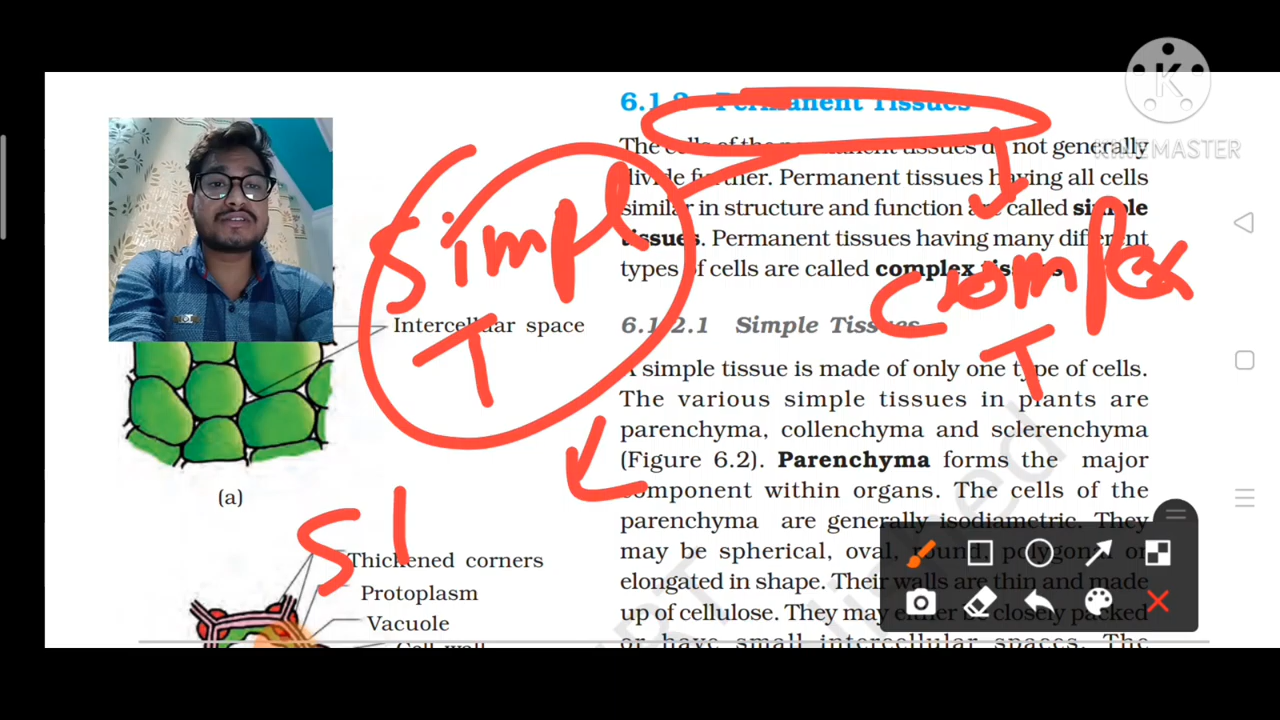 KINEMASTER
6.1.2 Permanent Tissues
The cells of the permanent tissues do not generally
divide further. Permanent tissues having all cells
similar in structure and function are called simple
tissues. Permanent tissues having many different
types of cells are called complex tissues.
Simple
T
Complex
T
Intercellular space
6.1.2.1 Simple Tissues
A simple tissue is made of only one type of cells.
The various simple tissues in plants are
parenchyma, collenchyma and sclerenchyma
(Figure 6.2). Parenchyma forms the major
component within organs. The cells of the
parenchyma are generally isodiametric. They
may be spherical, oval, round, polygonal or
elongated in shape. Their walls are thin and made
up of cellulose. They may either be closely packed
or have small intercellular spaces. The
(a)
SI
Thickened corners
Protoplasm
Vacuole
Cell wall